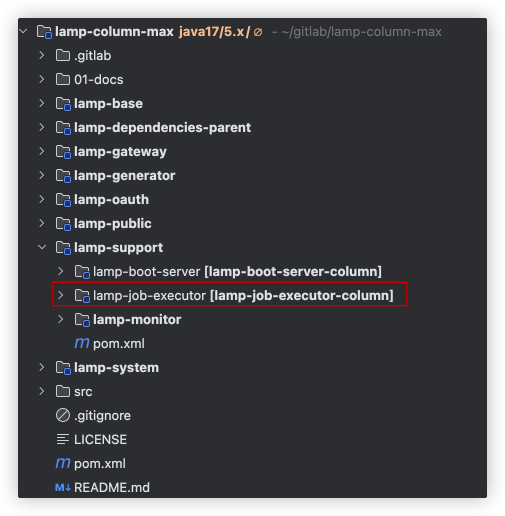 lamp-column-max java17/5.x/ ∅ - ~/gitlab/lamp-column-max
.gitlab
01-docs
lamp-base
lamp-dependencies-parent
lamp-gateway
lamp-generator
lamp-oauth
lamp-public
lamp-support
lamp-boot-server [lamp-boot-server-column]
lamp-job-executor [lamp-job-executor-column]
lamp-monitor
m pom.xml
lamp-system
src
.gitignore
LICENSE
m pom.xml
M↓ README.md